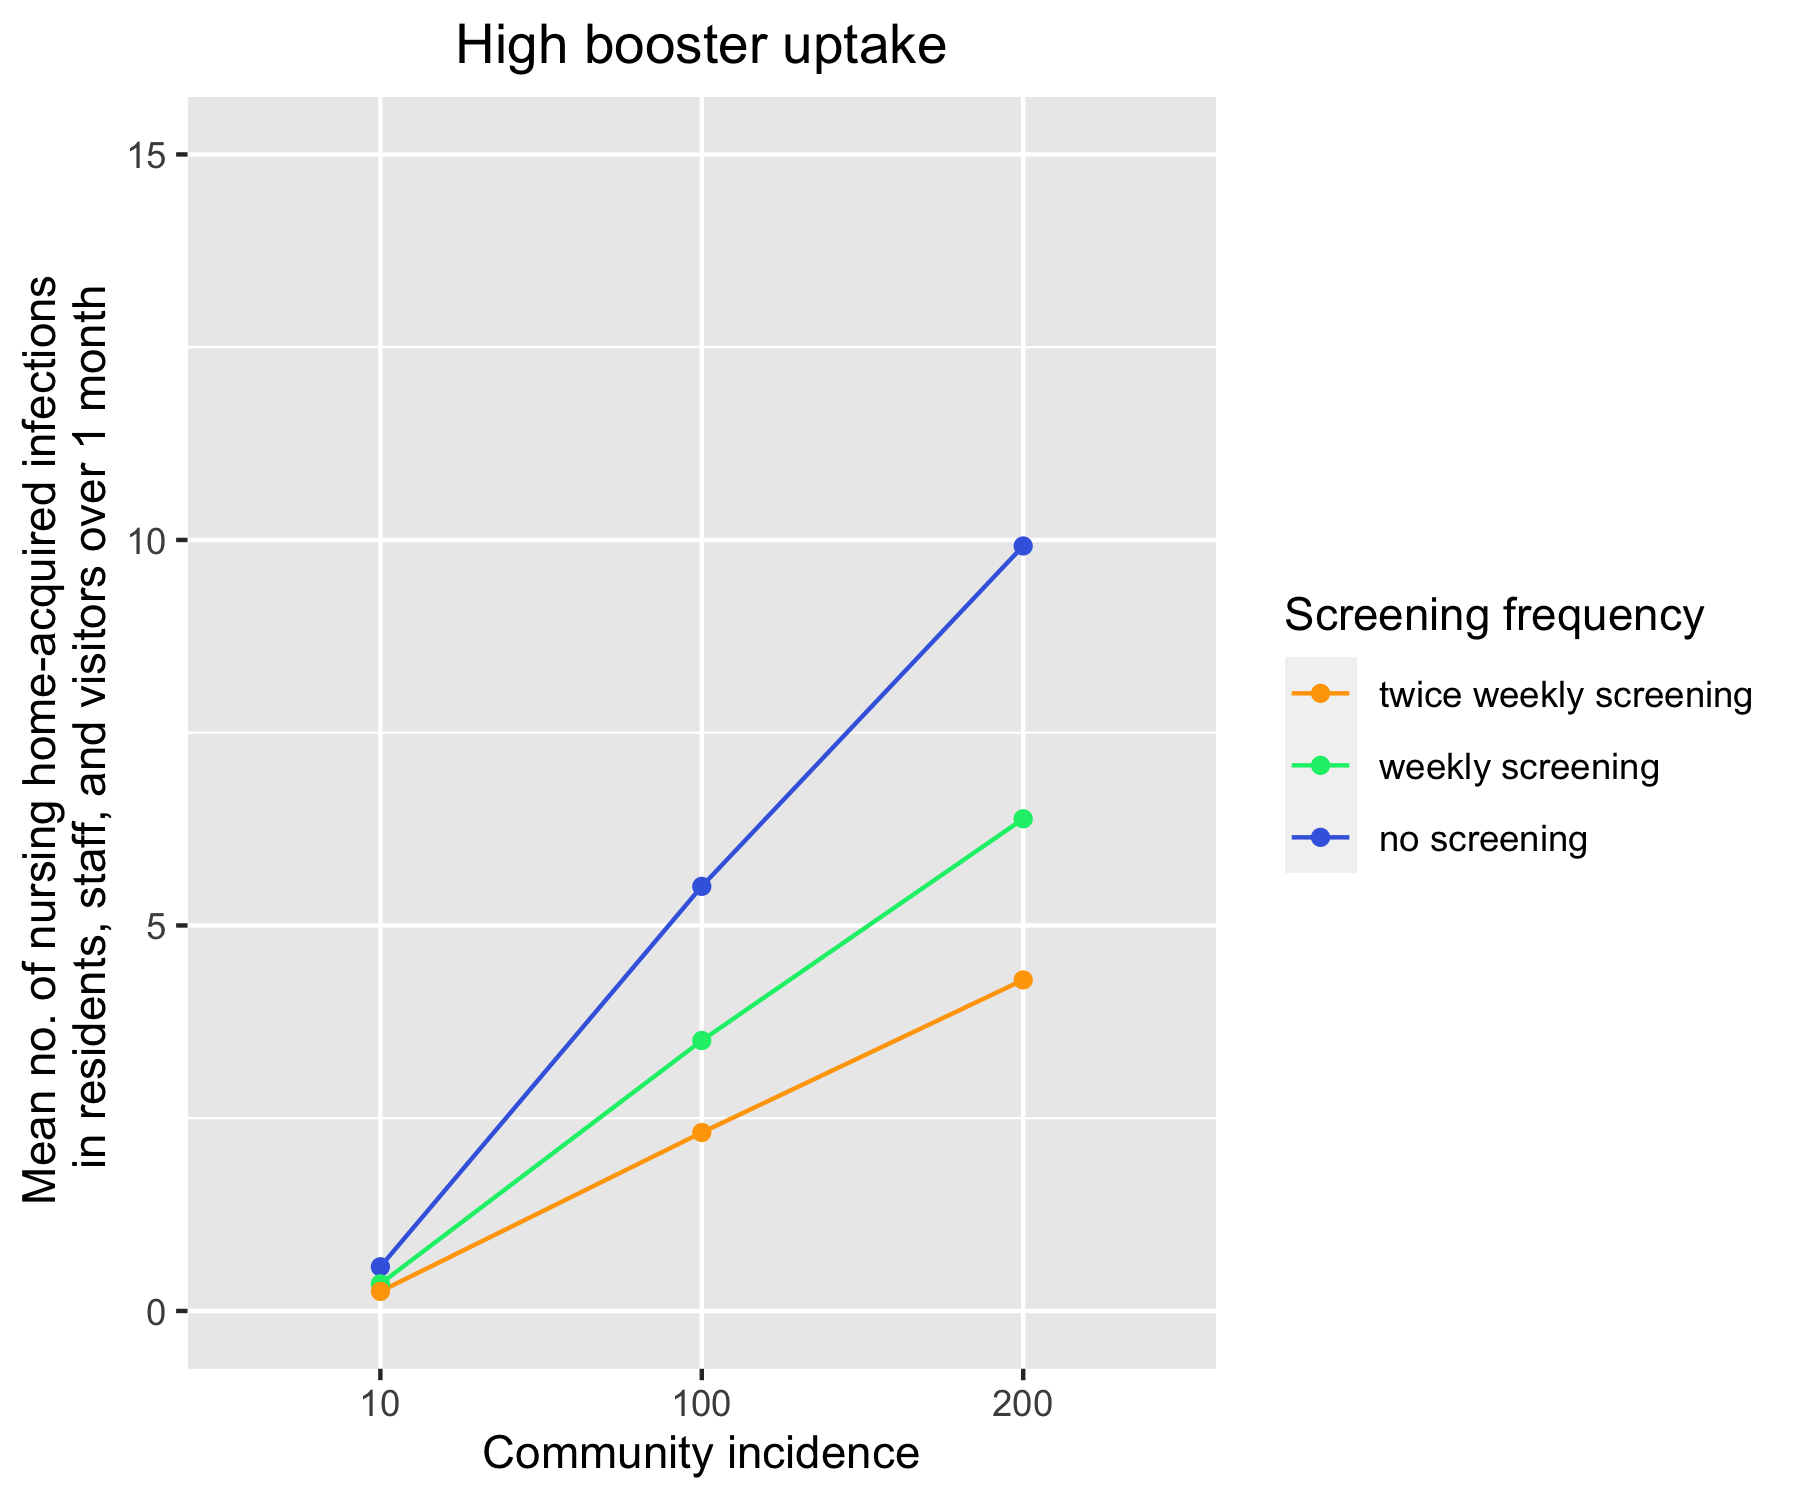 High booster uptake
Mean no. of nursing home-acquired infections
in residents, staff, and visitors over 1 month
15
10
5
0
10 100 200
Community incidence
Screening frequency
twice weekly screening
weekly screening
no screening